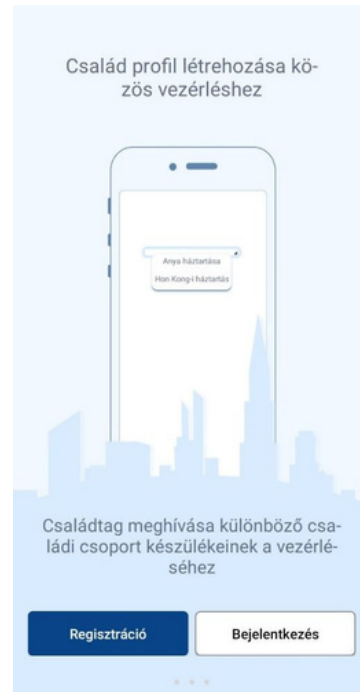 Család profil létrehozása kö-
zös vezérléshez
Anya háztartása
Hon Kong-i háztartás
Családtag meghívása különböző csa-
ládi csoport készülékeinek a vezérlé-
séhez
Regisztráció
Bejelentkezés